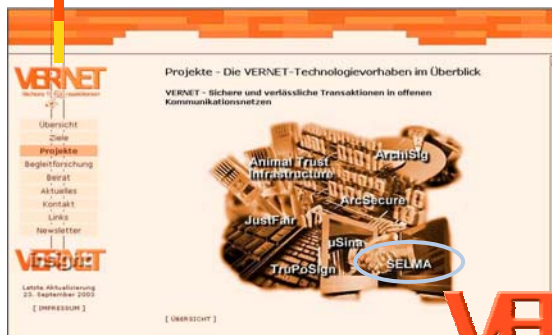 VERNET
Übersicht
Ziele
Projekte
Begleitforschung
Beirat
Aktuelles
Kontakt
Links
Newsletter
Letzte Aktualisierung
23. September 2003
[ IMPRESSUM ]
Projekte - Die VERNET-Technologievorhaben im Überblick
VERNET - Sichere und verlässliche Transaktionen in offenen
Kommunikationsnetzen
Animal Trust
Infrastructure
ArchiSig
ArcSecure
JustFair
µSina
TruPoSign
SELMA
[ ÜBERSICHT ]
VE